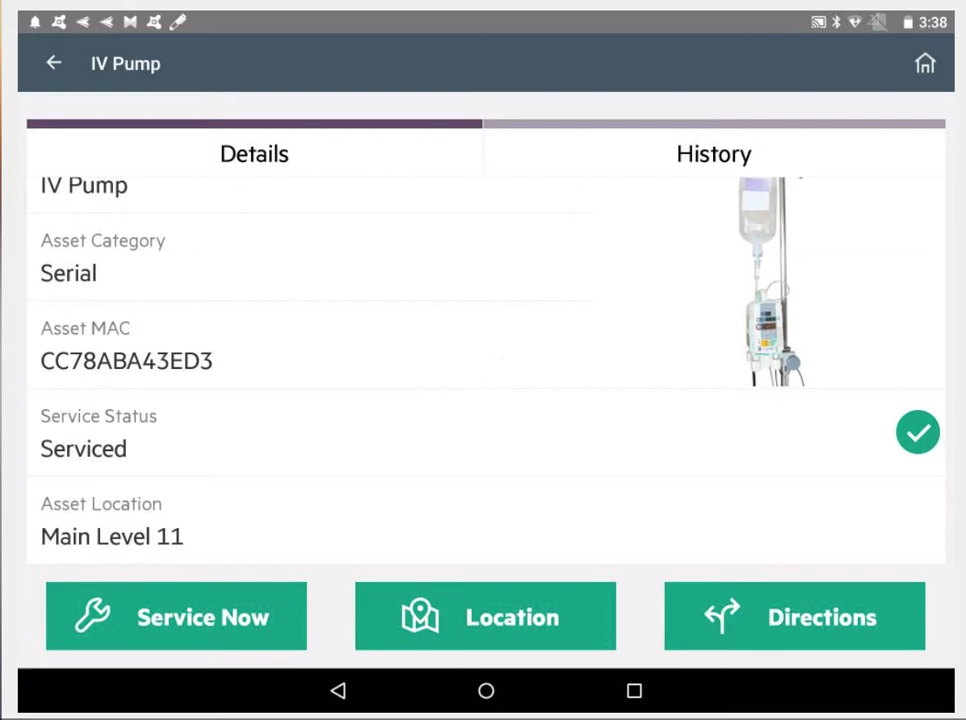 3:38
IV Pump
Details
History
IV Pump
Asset Category
Serial
Asset MAC
CC78ABA43ED3
Service Status
Serviced
Asset Location
Main Level 11
Service Now
Location
Directions